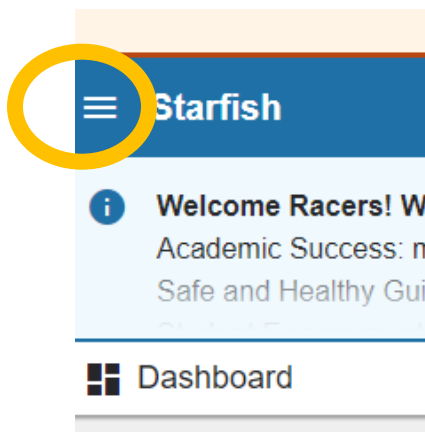 Starfish
Welcome Racers! W
Academic Success: m
Safe and Healthy Gui
Dashboard